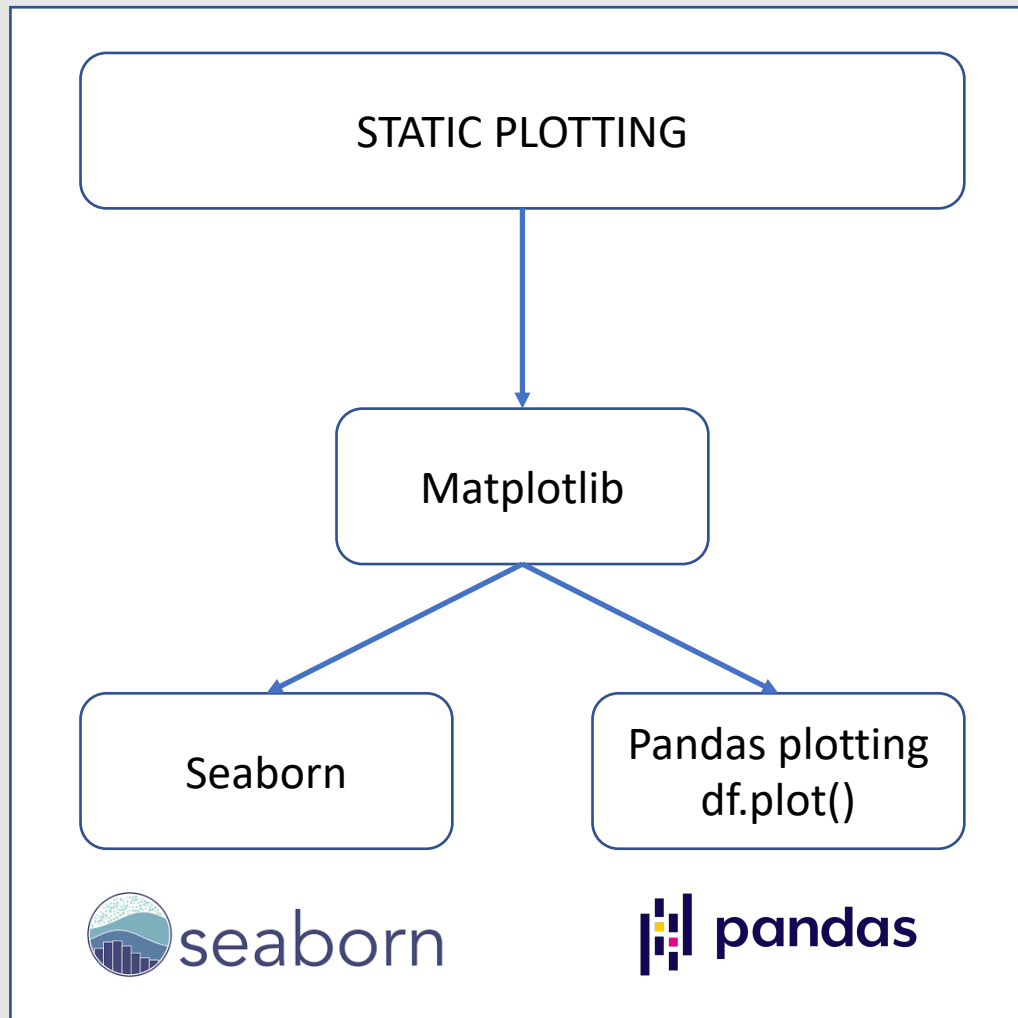 STATIC PLOTTING
Matplotlib
Seaborn
Pandas plotting
df.plot()
seaborn
pandas